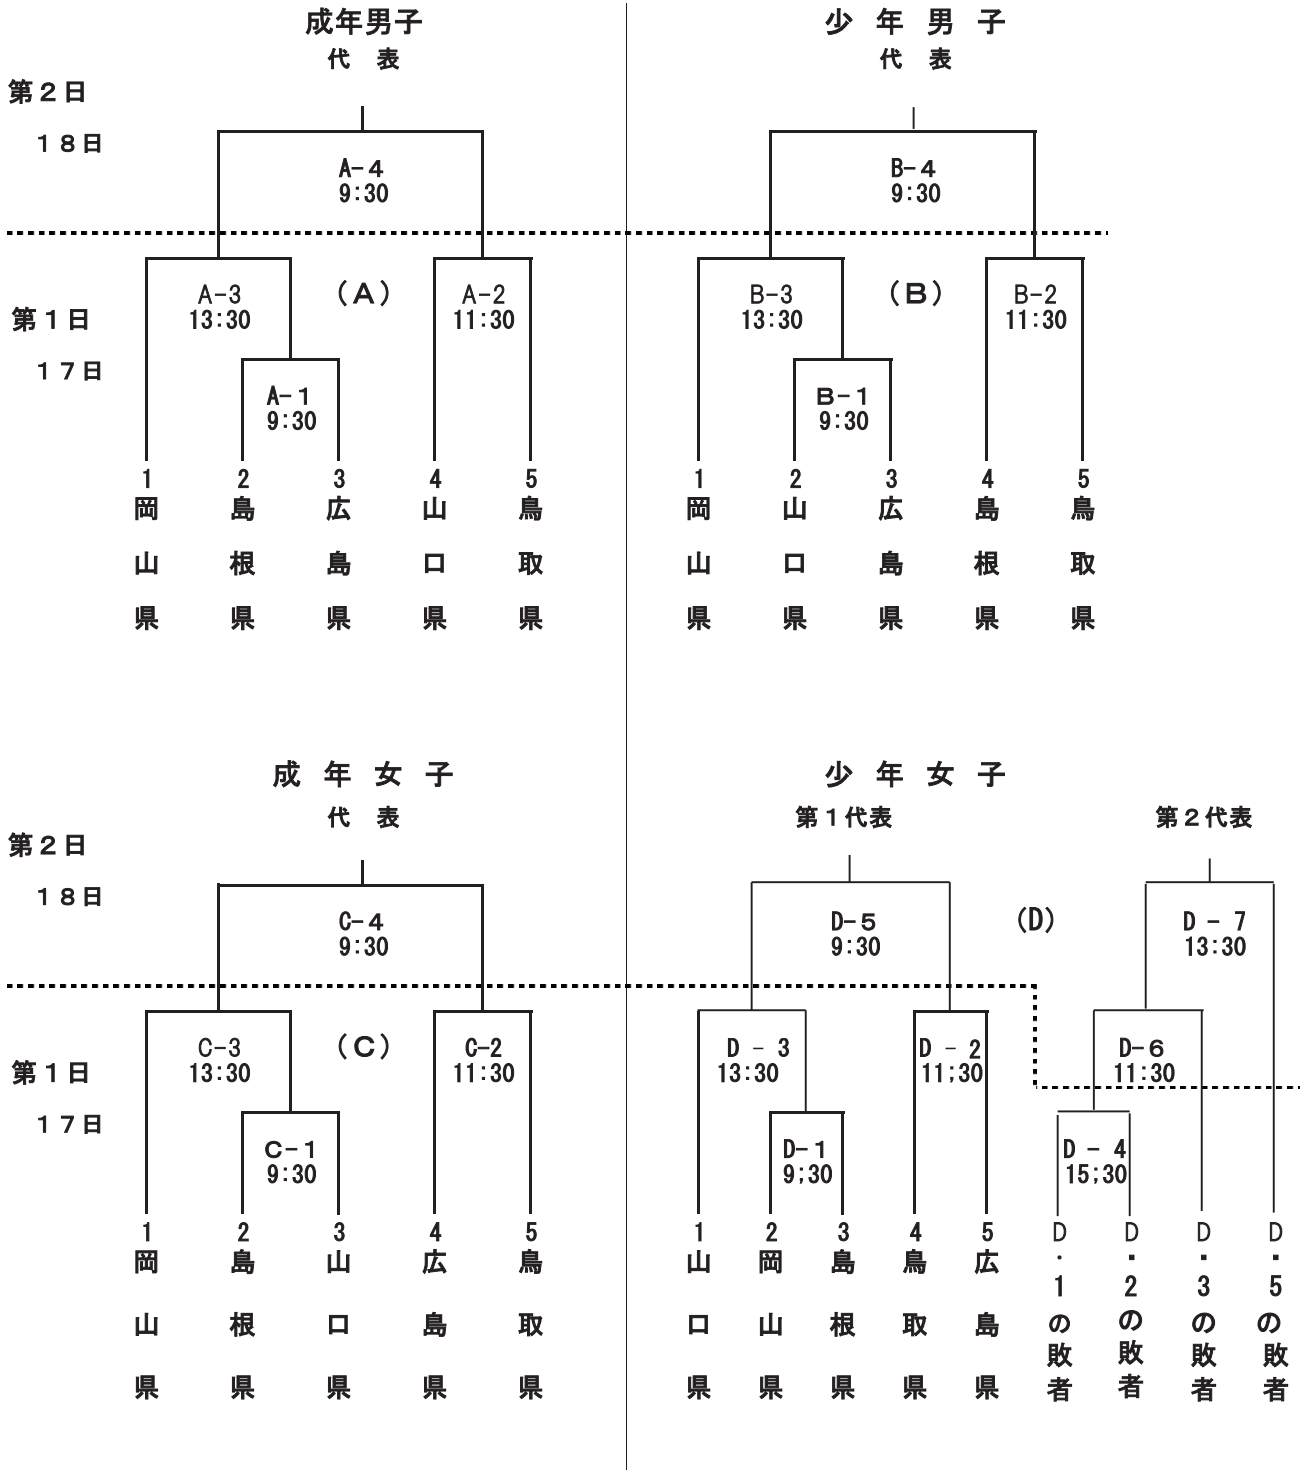 成年男子
代 表
第２日
１８日
A-4
9:30
A-3
13:30
（A）
A-2
11:30
第１日
１７日
A-1
9:30
1 岡山県
2 島根県
3 広島県
4 山口県
5 鳥取県
少 年 男 子
代 表
B-4
9:30
B-3
13:30
（B）
B-2
11:30
B-1
9:30
1 岡山県
2 山口県
3 広島県
4 島根県
5 鳥取県
成 年 女 子
代 表
第２日
１８日
C-4
9:30
C-3
13:30
（C）
C-2
11:30
第１日
１７日
C-1
9:30
1 岡山県
2 島根県
3 山口県
4 広島県
5 鳥取県
少 年 女 子
第１代表
第２代表
D-5
9:30
（D）
D - 7
13:30
D - 3
13:30
D - 2
11;30
D-6
11:30
D-1
9;30
D - 4
15;30
1 山口県
2 岡山県
3 島根県
4 鳥取県
5 広島県
D・1の敗者
D・2の敗者
D・3の敗者
D・5の敗者